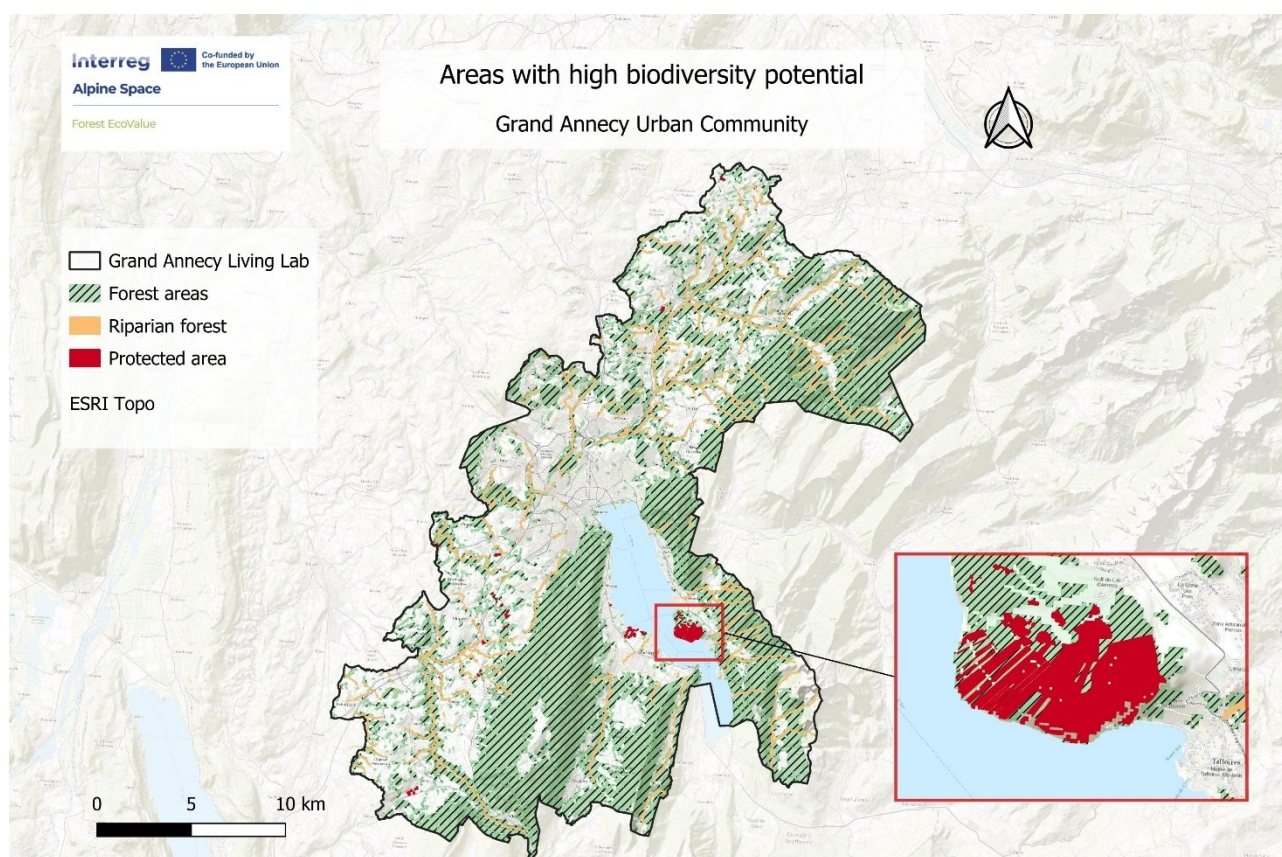 Interreg
Co-funded by
the European Union
Alpine Space
Forest EcoValue
Areas with high biodiversity potential
Grand Annecy Urban Community
Grand Annecy Living Lab
Forest areas
Riparian forest
Protected area
ESRI Topo
0 5 10 km
Talloires